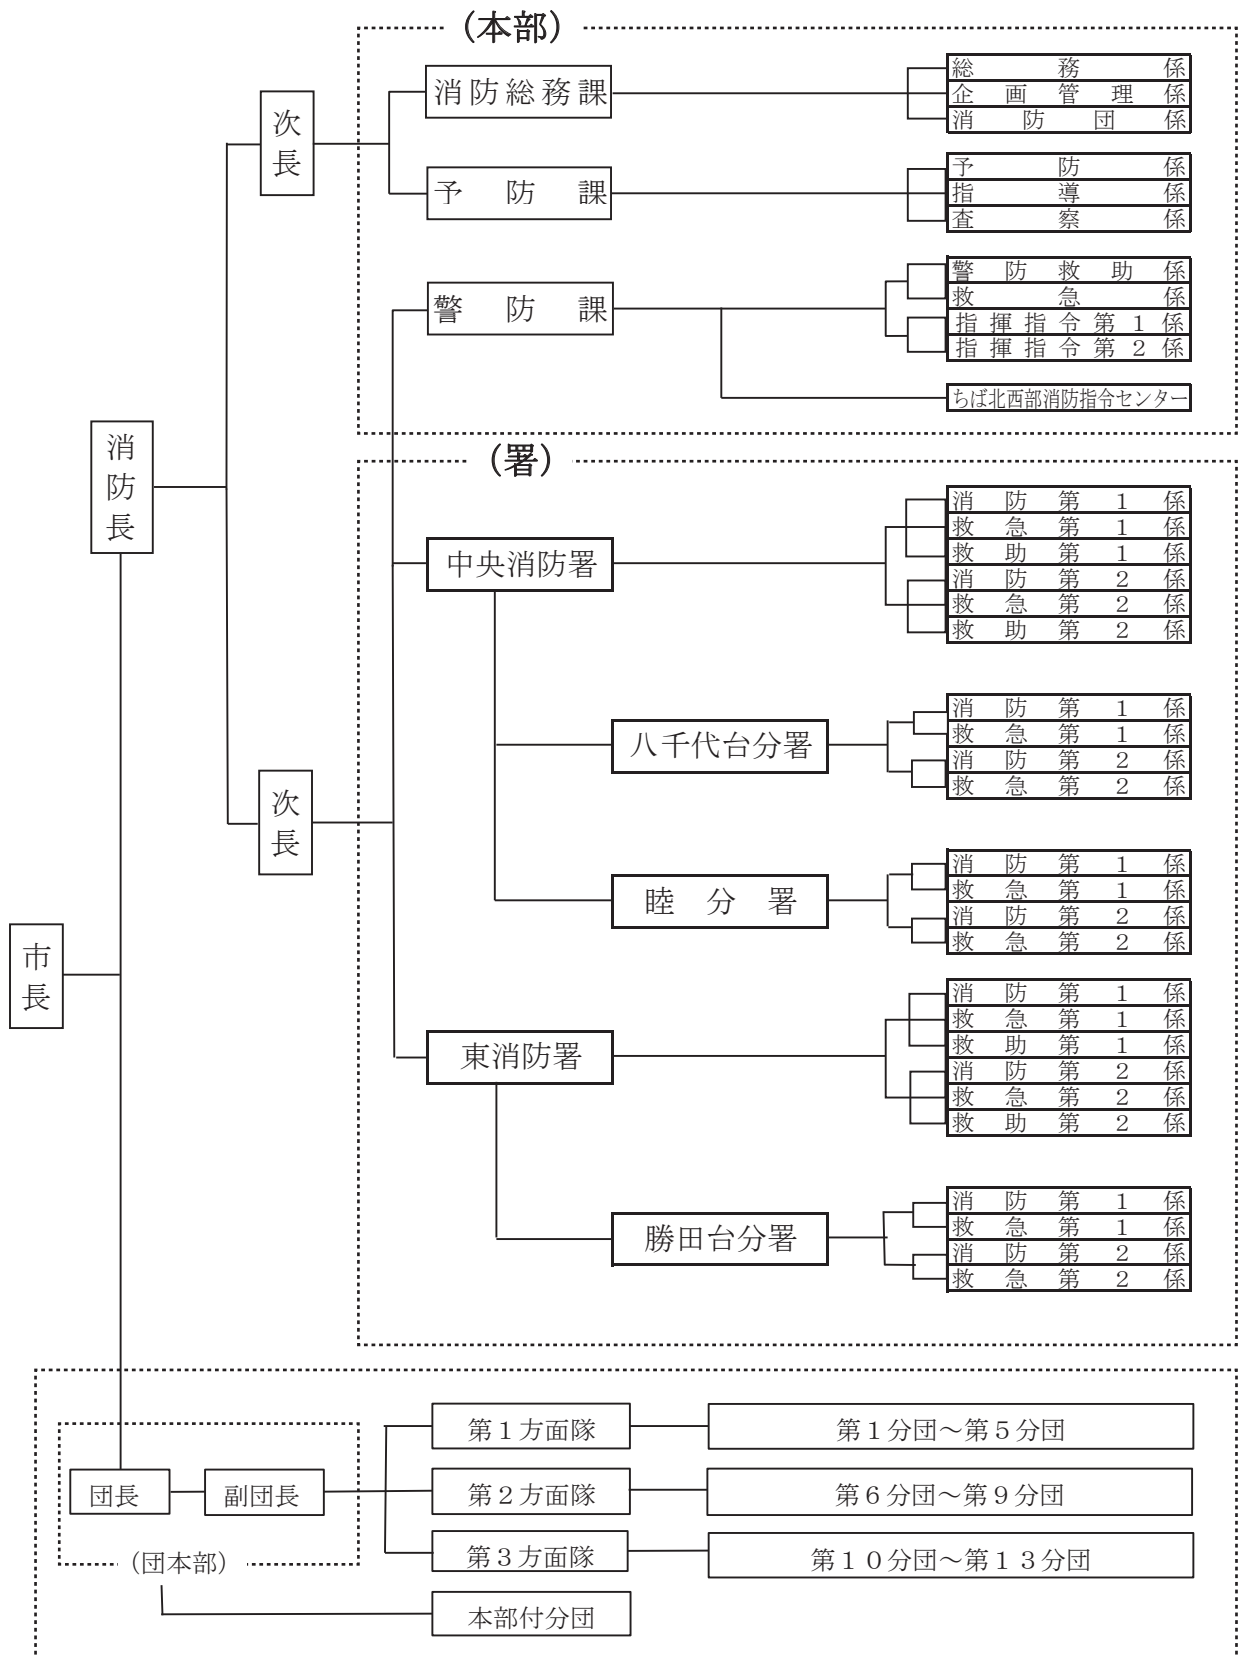 （本部）
消防総務課
総務係
企画管理係
消防団係
次長
予防課
予防係
指導係
査察係
警防課
警防救助係
救急係
指揮指令第１係
指揮指令第２係
ちば北西部消防指令センター
消防長
（署）
中央消防署
消防第１係
救急第１係
救助第１係
消防第２係
救急第２係
救助第２係
八千代台分署
消防第１係
救急第１係
消防第２係
救急第２係
次長
睦分署
消防第１係
救急第１係
消防第２係
救急第２係
市長
東消防署
消防第１係
救急第１係
救助第１係
消防第２係
救急第２係
救助第２係
勝田台分署
消防第１係
救急第１係
消防第２係
救急第２係
第１方面隊
第１分団～第５分団
団長
副団長
第２方面隊
第６分団～第９分団
第３方面隊
第１０分団～第１３分団
（団本部）
本部付分団